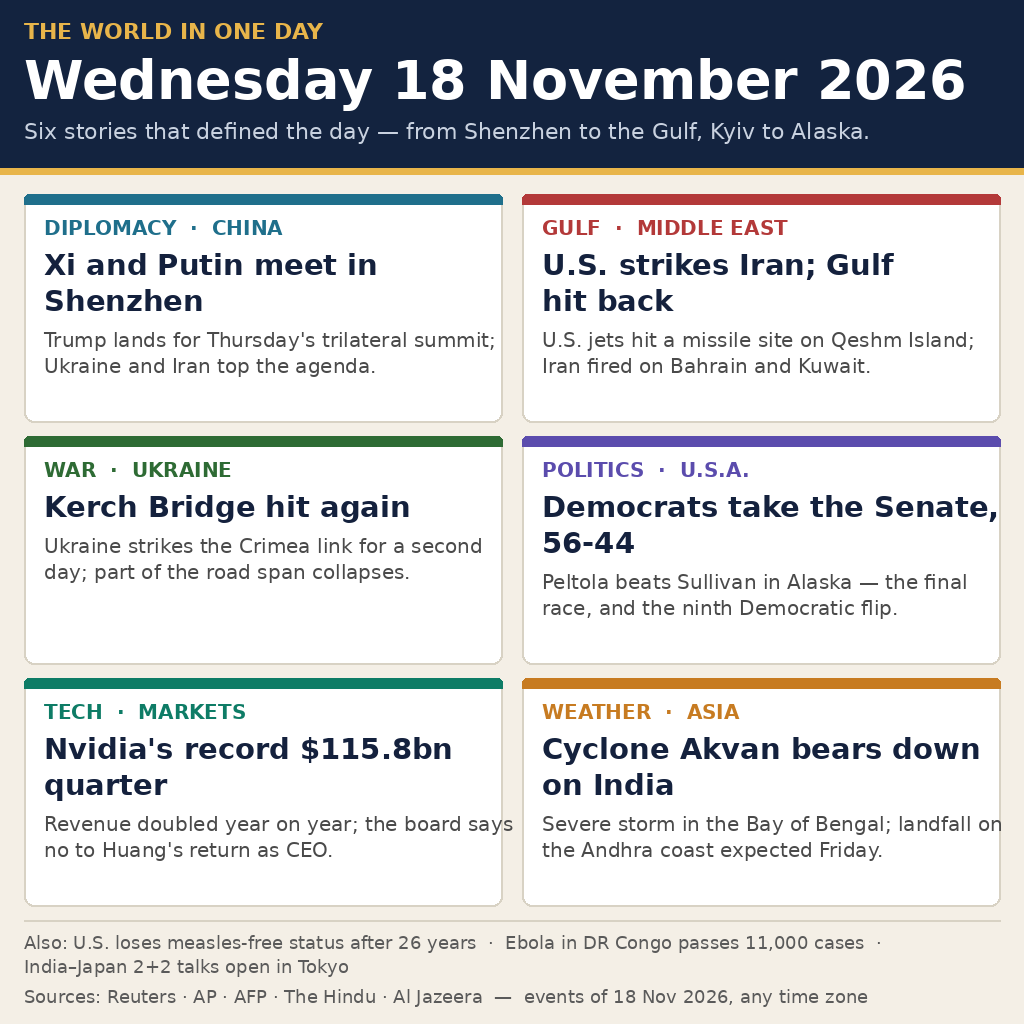 THE WORLD IN ONE DAY
Wednesday 18 November 2026
Six stories that defined the day — from Shenzhen to the Gulf, Kyiv to Alaska.
DIPLOMACY · CHINA
Xi and Putin meet in
Shenzhen
Trump lands for Thursday's trilateral summit;
Ukraine and Iran top the agenda.
GULF · MIDDLE EAST
U.S. strikes Iran; Gulf
hit back
U.S. jets hit a missile site on Qeshm Island;
Iran fired on Bahrain and Kuwait.
WAR · UKRAINE
Kerch Bridge hit again
Ukraine strikes the Crimea link for a second
day; part of the road span collapses.
POLITICS · U.S.A.
Democrats take the Senate,
56-44
Peltola beats Sullivan in Alaska — the final
race, and the ninth Democratic flip.
TECH · MARKETS
Nvidia's record $115.8bn
quarter
Revenue doubled year on year; the board says
no to Huang's return as CEO.
WEATHER · ASIA
Cyclone Akvan bears down
on India
Severe storm in the Bay of Bengal; landfall on
the Andhra coast expected Friday.
Also: U.S. loses measles-free status after 26 years · Ebola in DR Congo passes 11,000 cases ·
India–Japan 2+2 talks open in Tokyo
Sources: Reuters · AP · AFP · The Hindu · Al Jazeera — events of 18 Nov 2026, any time zone